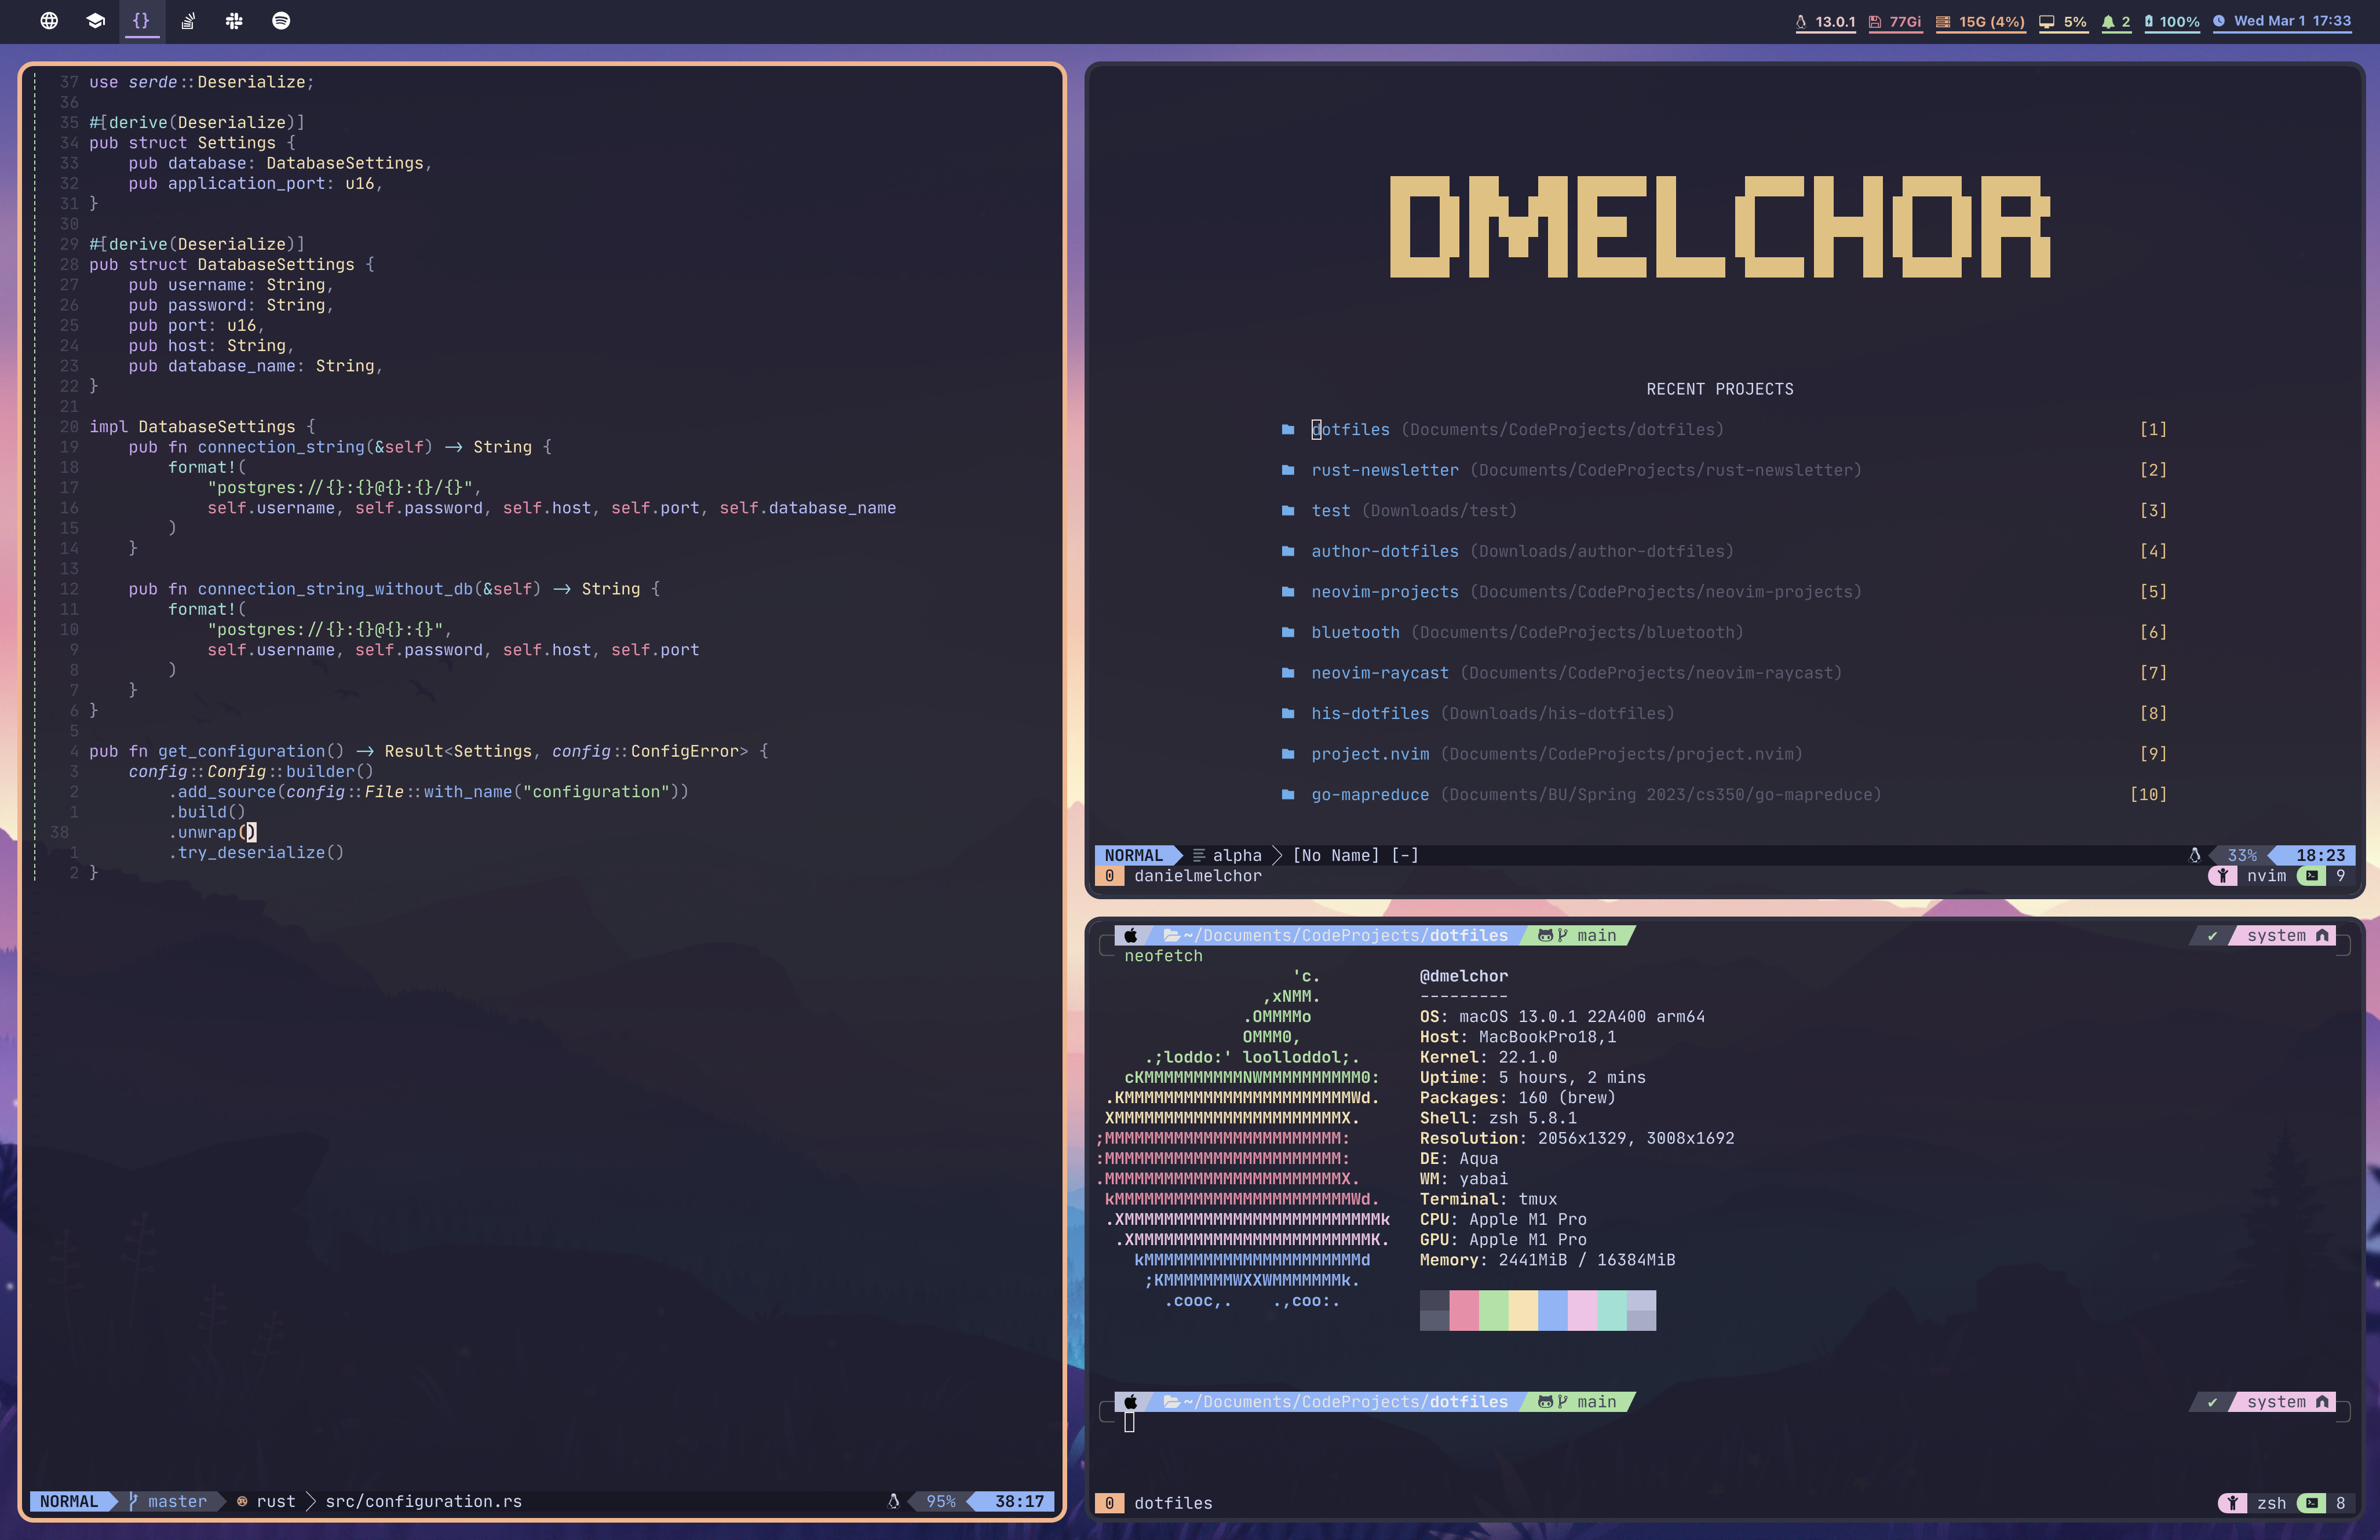 {}
13.0.1 77Gi 15G (4%) 5% 2 100% Wed Mar 1 17:33
37 use serde::Deserialize;
36
35 #[derive(Deserialize)]
34 pub struct Settings {
33     pub database: DatabaseSettings,
32     pub application_port: u16,
31 }
30
29 #[derive(Deserialize)]
28 pub struct DatabaseSettings {
27     pub username: String,
26     pub password: String,
25     pub port: u16,
24     pub host: String,
23     pub database_name: String,
22 }
21
20 impl DatabaseSettings {
19     pub fn connection_string(&self) -> String {
18         format!(
17             "postgres://{}:{}@{}:{}/{}",
16             self.username, self.password, self.host, self.port, self.database_name
15         )
14     }
13
12     pub fn connection_string_without_db(&self) -> String {
11         format!(
10             "postgres://{}:{}@{}:{}",
9             self.username, self.password, self.host, self.port
8         )
7     }
6 }
5
4 pub fn get_configuration() -> Result<Settings, config::ConfigError> {
3     config::Config::builder()
2         .add_source(config::File::with_name("configuration"))
1         .build()
38         .unwrap()
1         .try_deserialize()
2 }
NORMAL master rust src/configuration.rs 95% 38:17
DMELCHOR
RECENT PROJECTS
dotfiles (Documents/CodeProjects/dotfiles) [1]
rust-newsletter (Documents/CodeProjects/rust-newsletter) [2]
test (Downloads/test) [3]
author-dotfiles (Downloads/author-dotfiles) [4]
neovim-projects (Documents/CodeProjects/neovim-projects) [5]
bluetooth (Documents/CodeProjects/bluetooth) [6]
neovim-raycast (Documents/CodeProjects/neovim-raycast) [7]
his-dotfiles (Downloads/his-dotfiles) [8]
project.nvim (Documents/CodeProjects/project.nvim) [9]
go-mapreduce (Documents/BU/Spring 2023/cs350/go-mapreduce) [10]
NORMAL alpha [No Name] [-] 33% 18:23
0 danielmelchor nvim 9
~/Documents/CodeProjects/dotfiles main ✔ system
neofetch
'c. @dmelchor
,xNMM. ---------
.OMMMMo OS: macOS 13.0.1 22A400 arm64
OMMM0, Host: MacBookPro18,1
.;loddo:' loolloddol;. Kernel: 22.1.0
cKMMMMMMMMMMNWMMMMMMMMMM0: Uptime: 5 hours, 2 mins
.KMMMMMMMMMMMMMMMMMMMMMMMWd. Packages: 160 (brew)
XMMMMMMMMMMMMMMMMMMMMMMMX. Shell: zsh 5.8.1
;MMMMMMMMMMMMMMMMMMMMMMMM: Resolution: 2056x1329, 3008x1692
:MMMMMMMMMMMMMMMMMMMMMMMM: DE: Aqua
.MMMMMMMMMMMMMMMMMMMMMMMMX. WM: yabai
kMMMMMMMMMMMMMMMMMMMMMMMMWd. Terminal: tmux
.XMMMMMMMMMMMMMMMMMMMMMMMMMMk CPU: Apple M1 Pro
.XMMMMMMMMMMMMMMMMMMMMMMMMK. GPU: Apple M1 Pro
kMMMMMMMMMMMMMMMMMMMMMMd Memory: 2441MiB / 16384MiB
;KMMMMMMMWXXWMMMMMMMk.
.cooc,. .,coo:.
~/Documents/CodeProjects/dotfiles main ✔ system
0 dotfiles zsh 8